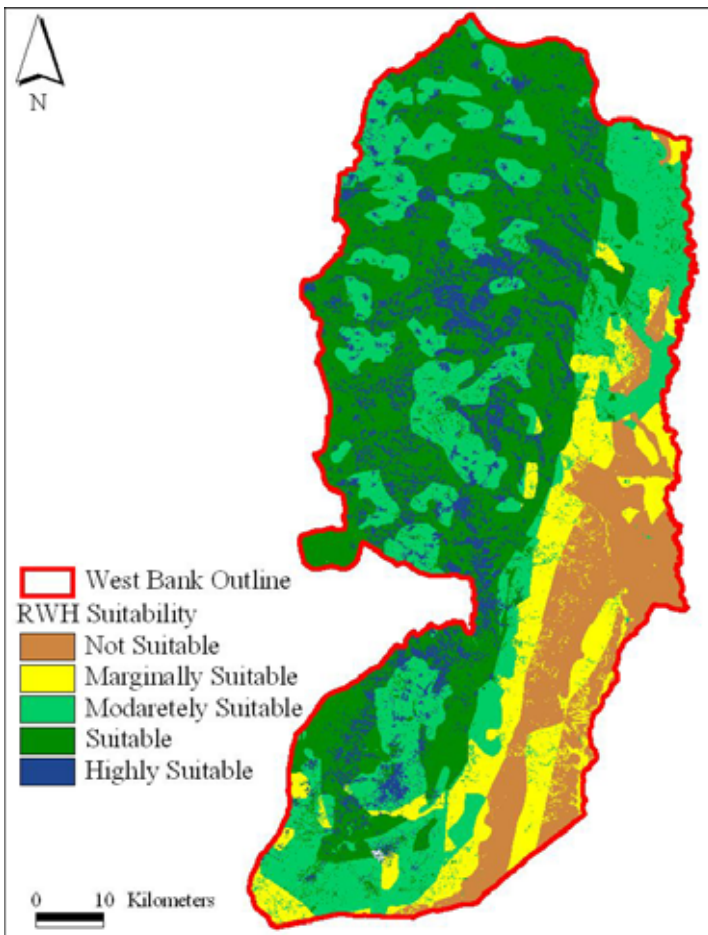 N
West Bank Outline
RWH Suitability
Not Suitable
Marginally Suitable
Modaretely Suitable
Suitable
Highly Suitable
0 10 Kilometers